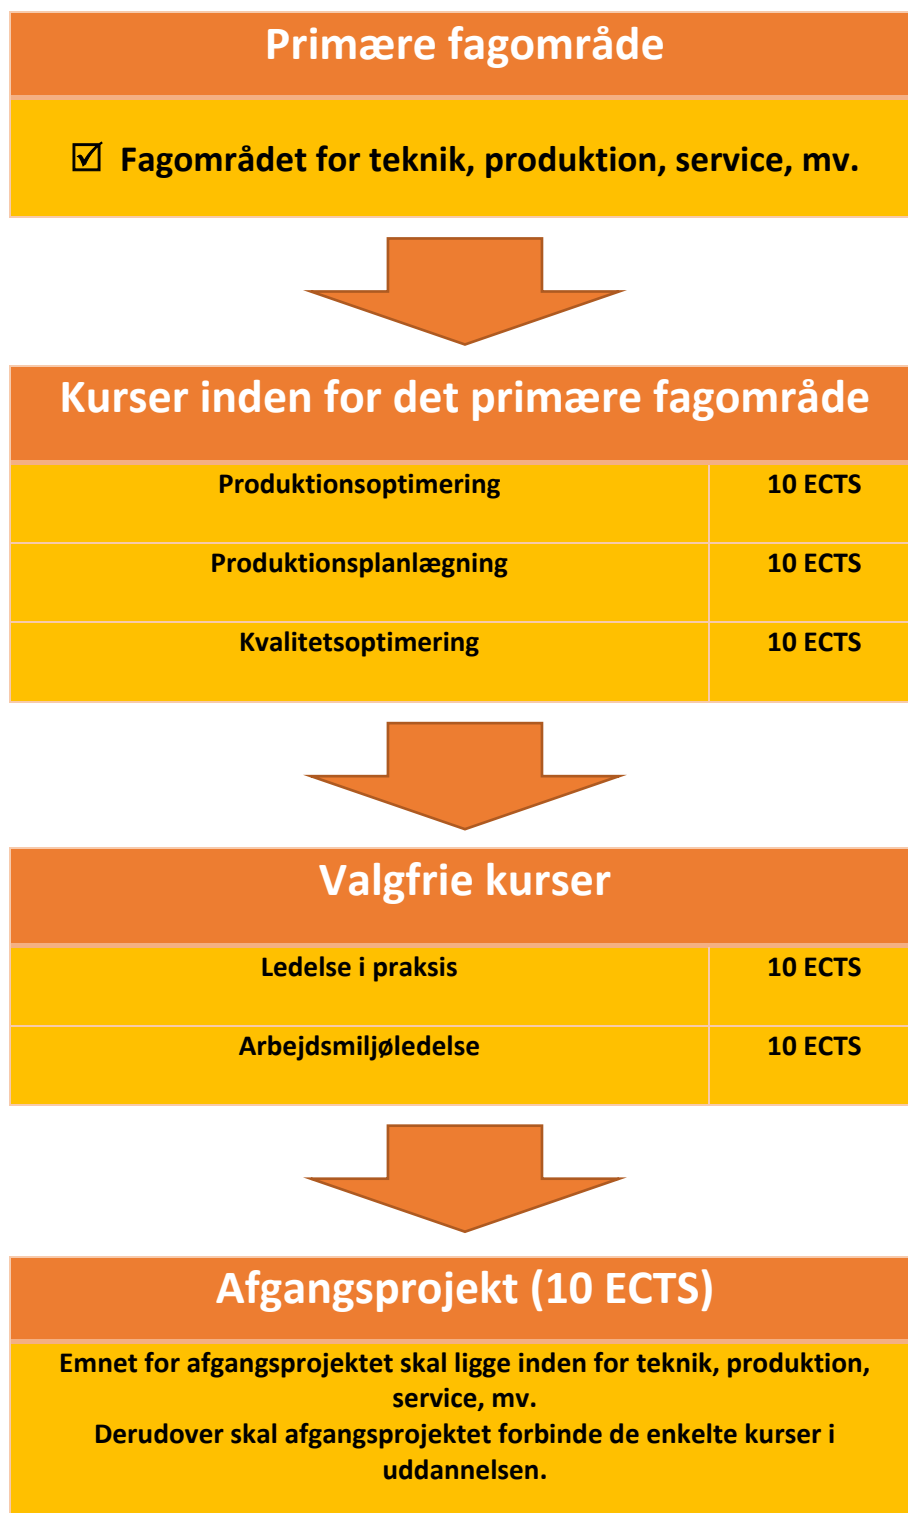 Primære fagområde
☑ Fagområdet for teknik, produktion, service, mv.
Kurser inden for det primære fagområde
Produktionsoptimering 10 ECTS
Produktionsplanlægning 10 ECTS
Kvalitetsoptimering 10 ECTS
Valgfrie kurser
Ledelse i praksis 10 ECTS
Arbejdsmiljøledelse 10 ECTS
Afgangsprojekt (10 ECTS)
Emnet for afgangsprojektet skal ligge inden for teknik, produktion,
service, mv.
Derudover skal afgangsprojektet forbinde de enkelte kurser i
uddannelsen.